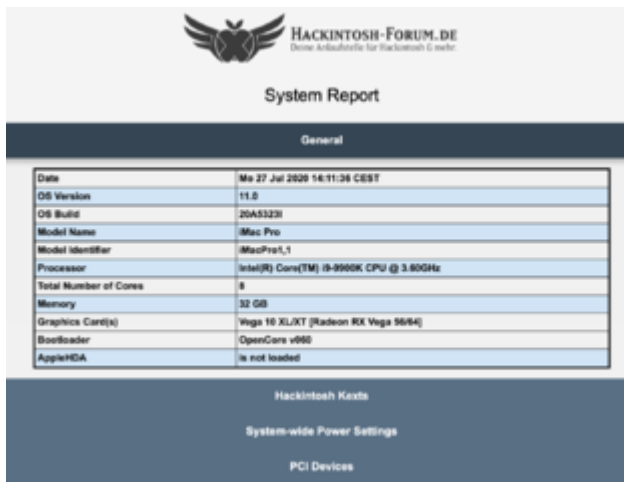 HACKINTOSH-FORUM.DE
Deine Anlaufstelle für Hackintosh & mehr.
System Report
General
Date Mo 27 Jul 2020 14:11:36 CEST
OS Version 11.0
OS Build 20A5323l
Model Name iMac Pro
Model Identifier iMacPro1,1
Processor Intel(R) Core(TM) i9-9900K CPU @ 3.60GHz
Total Number of Cores 8
Memory 32 GB
Graphics Card(s) Vega 10 XL/XT [Radeon RX Vega 56/64]
Bootloader OpenCore v060
AppleHDA is not loaded
Hackintosh Kexts
System-wide Power Settings
PCI Devices